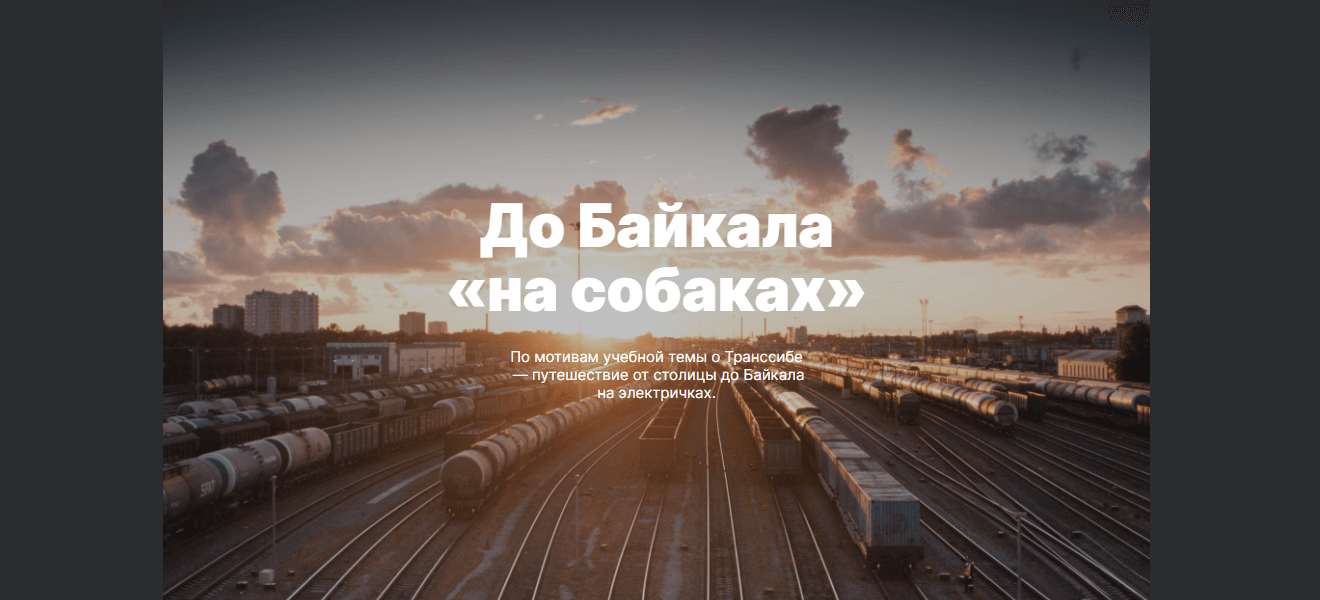 До Байкала
«на собаках»
По мотивам учебной темы о Транссибе
— путешествие от столицы до Байкала
на электричках.